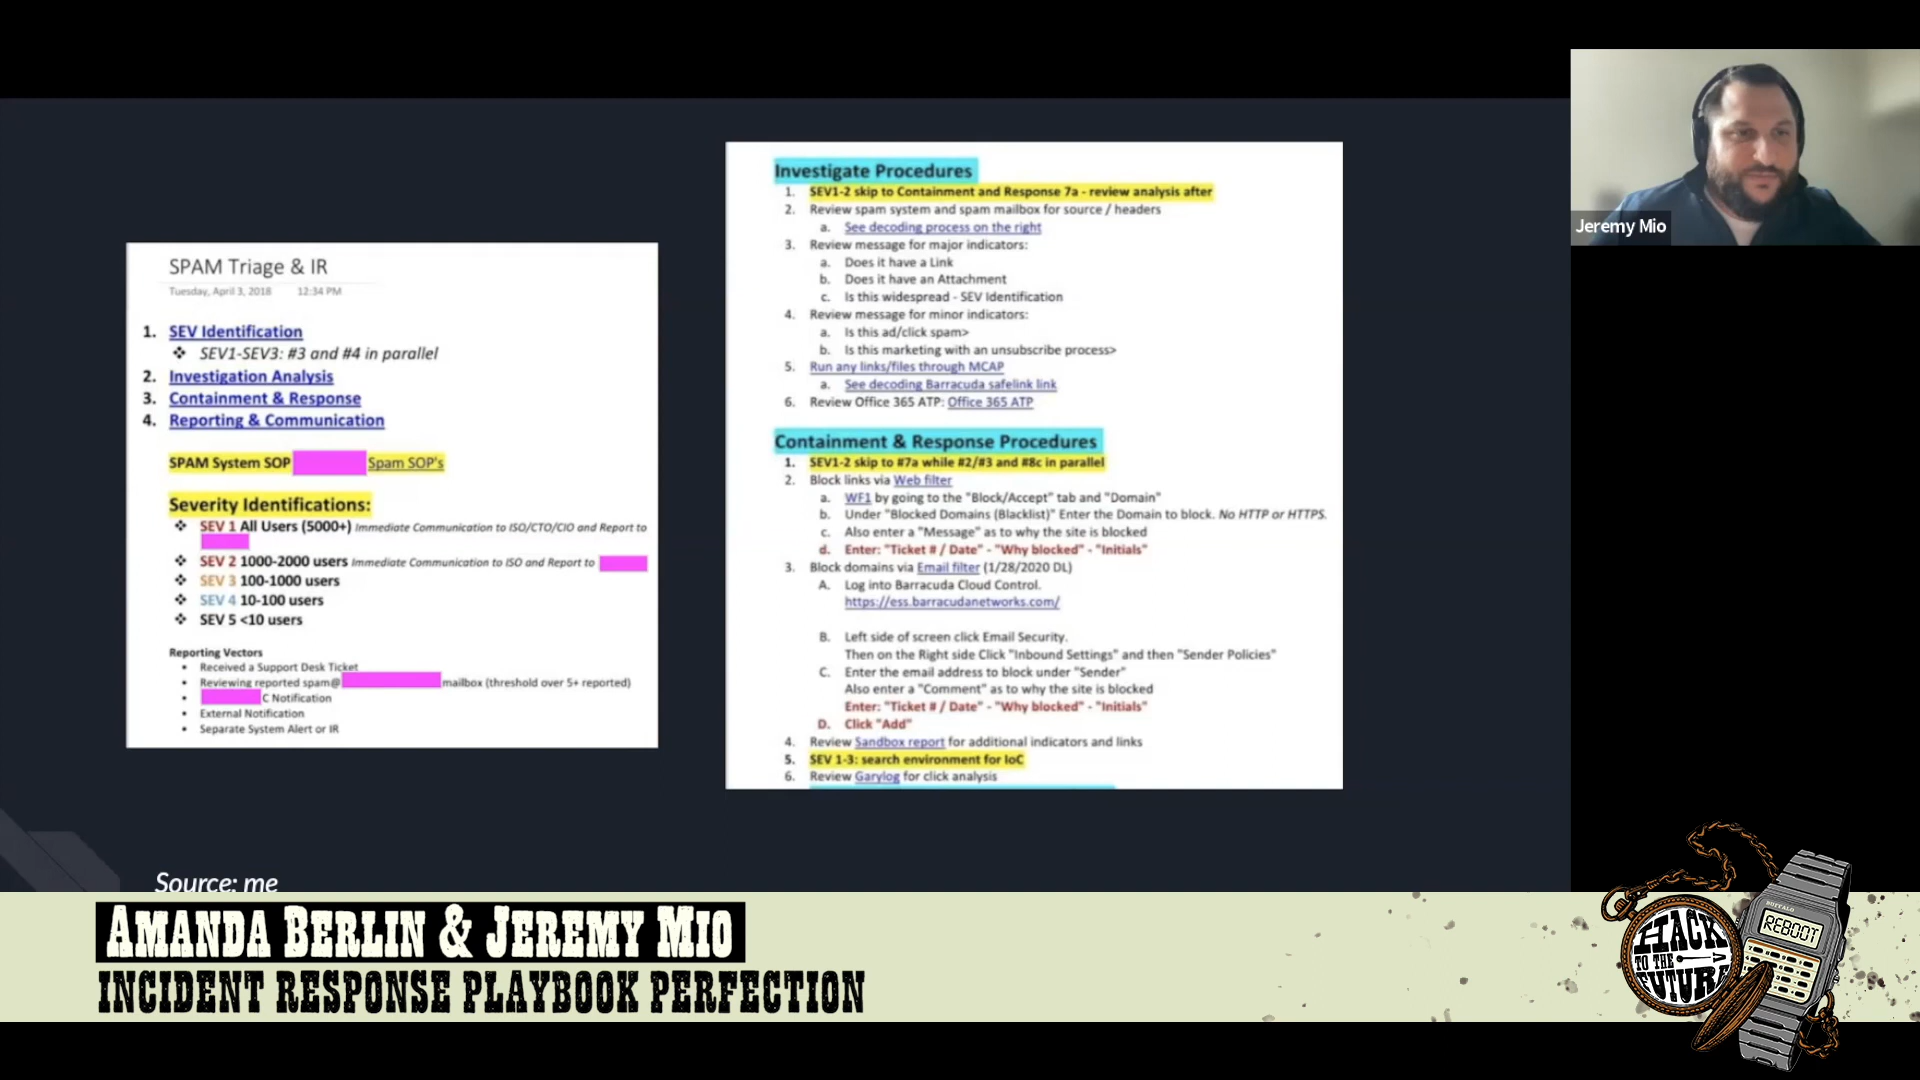 SPAM Triage & IR
Tuesday, April 3, 2018 12:34 PM
1. SEV Identification
❖ SEV1-SEV3: #3 and #4 in parallel
2. Investigation Analysis
3. Containment & Response
4. Reporting & Communication
SPAM System SOP Spam SOP's
Severity Identifications:
❖ SEV 1 All Users (5000+) Immediate Communication to ISO/CTO/CIO and Report to
❖ SEV 2 1000-2000 users Immediate Communication to ISO and Report to
❖ SEV 3 100-1000 users
❖ SEV 4 10-100 users
❖ SEV 5 <10 users
Reporting Vectors
• Received a Support Desk Ticket
• Reviewing reported spam@ mailbox (threshold over 5+ reported)
• C Notification
• External Notification
• Separate System Alert or IR
Investigate Procedures
1. SEV1-2 skip to Containment and Response 7a - review analysis after
2. Review spam system and spam mailbox for source / headers
a. See decoding process on the right
3. Review message for major indicators:
a. Does it have a Link
b. Does it have an Attachment
c. Is this widespread - SEV Identification
4. Review message for minor indicators:
a. Is this ad/click spam>
b. Is this marketing with an unsubscribe process>
5. Run any links/files through MCAP
a. See decoding Barracuda safelink link
6. Review Office 365 ATP: Office 365 ATP
Containment & Response Procedures
1. SEV1-2 skip to #7a while #2/#3 and #8c in parallel
2. Block links via Web filter
a. WF1 by going to the "Block/Accept" tab and "Domain"
b. Under "Blocked Domains (Blacklist)" Enter the Domain to block. No HTTP or HTTPS.
c. Also enter a "Message" as to why the site is blocked
d. Enter: "Ticket # / Date" - "Why blocked" - "Initials"
3. Block domains via Email filter (1/28/2020 DL)
A. Log into Barracuda Cloud Control.
https://ess.barracudanetworks.com/
B. Left side of screen click Email Security.
Then on the Right side Click "Inbound Settings" and then "Sender Policies"
C. Enter the email address to block under "Sender"
Also enter a "Comment" as to why the site is blocked
Enter: "Ticket # / Date" - "Why blocked" - "Initials"
D. Click "Add"
4. Review Sandbox report for additional indicators and links
5. SEV 1-3: search environment for IoC
6. Review Garylog for click analysis
Source: me
Jeremy Mio
AMANDA BERLIN & JEREMY MIO
INCIDENT RESPONSE PLAYBOOK PERFECTION
HACK
TO THE
FUTURE
BUFFALO
REBOOT